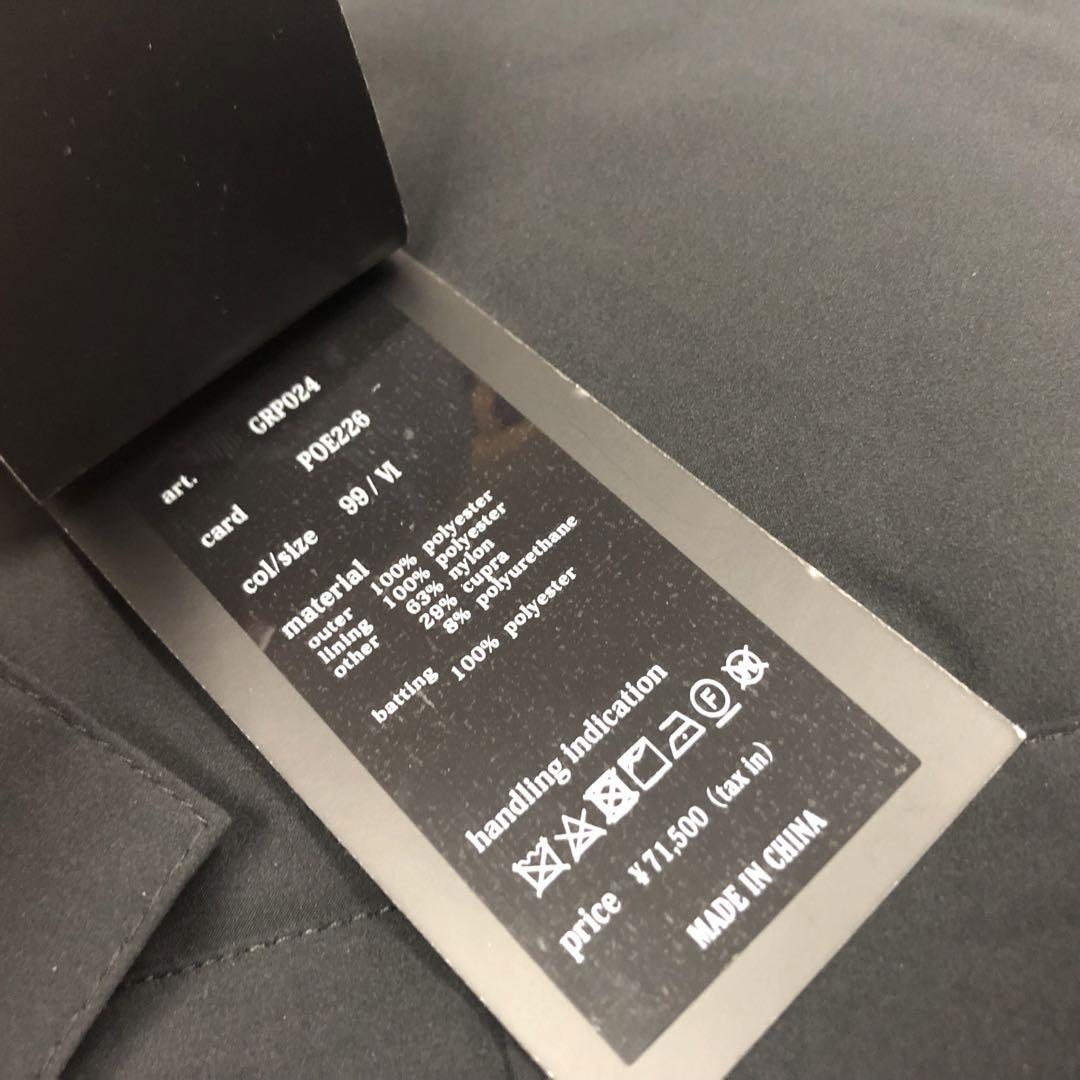 art. GRP024
card POE226
col/size 99 / VI
material
outer 100% polyester
lining 100% polyester
other 63% nylon
29% cupra
8% polyurethane
batting 100% polyester
handling indication
F W
price ¥71,500 (tax in)
MADE IN CHINA